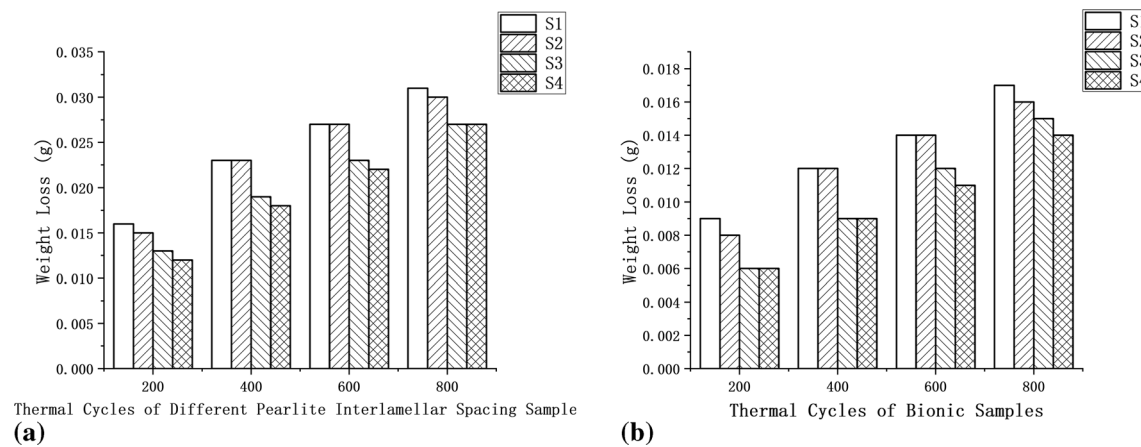 S1
S2
S3
S4
0.035
0.030
0.025
0.020
0.015
0.010
0.005
0.000
Weight Loss (g)
200 400 600 800
Thermal Cycles of Different Pearlite Interlamellar Spacing Sample
(a)
S
S2
S3
S4
0.018
0.016
0.014
0.012
0.010
0.008
0.006
0.004
0.002
0.000
Weight Loss (g)
200 400 600 800
Thermal Cycles of Bionic Samples
(b)